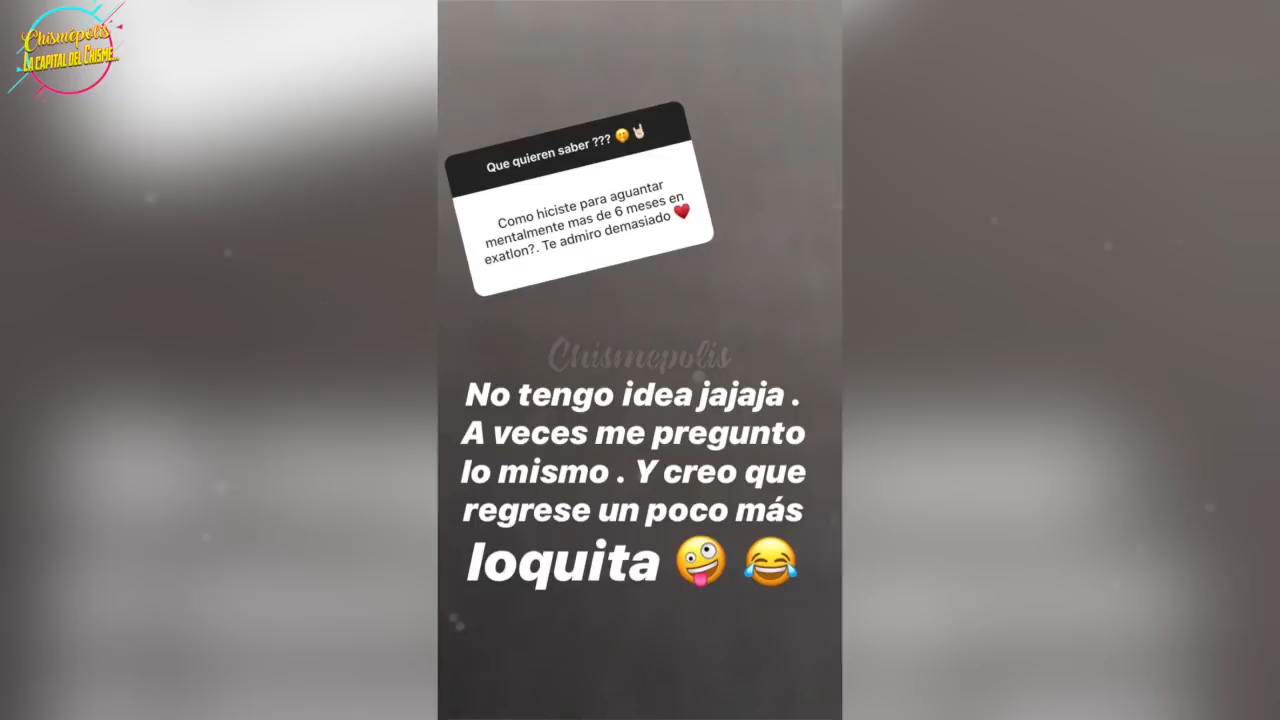 Chismépolis
LA CAPITAL DEL CHISME...
Que quieren saber ??? 🤭🤘🏻
Como hiciste para aguantar
mentalmente mas de 6 meses en
exatlon?. Te admiro demasiado ♥️
Chismepolis
No tengo idea jajaja .
A veces me pregunto
lo mismo . Y creo que
regrese un poco más
loquita 🤪 😂